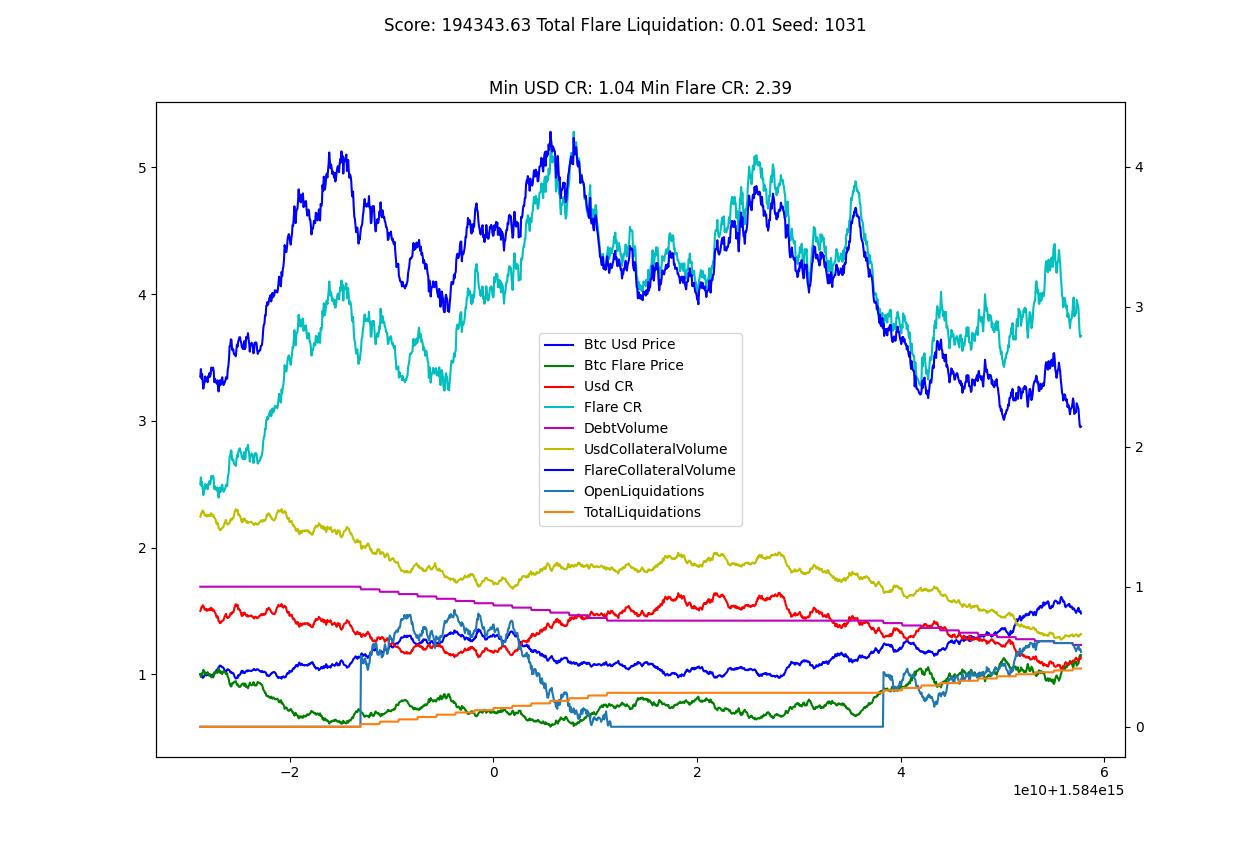 Score: 194343.63 Total Flare Liquidation: 0.01 Seed: 1031
Min USD CR: 1.04 Min Flare CR: 2.39
5
4
3
2
1
4
3
2
1
0
Btc Usd Price
Btc Flare Price
Usd CR
Flare CR
DebtVolume
UsdCollateralVolume
FlareCollateralVolume
OpenLiquidations
TotalLiquidations
−2 0 2 4 6
1e10+1.584e15